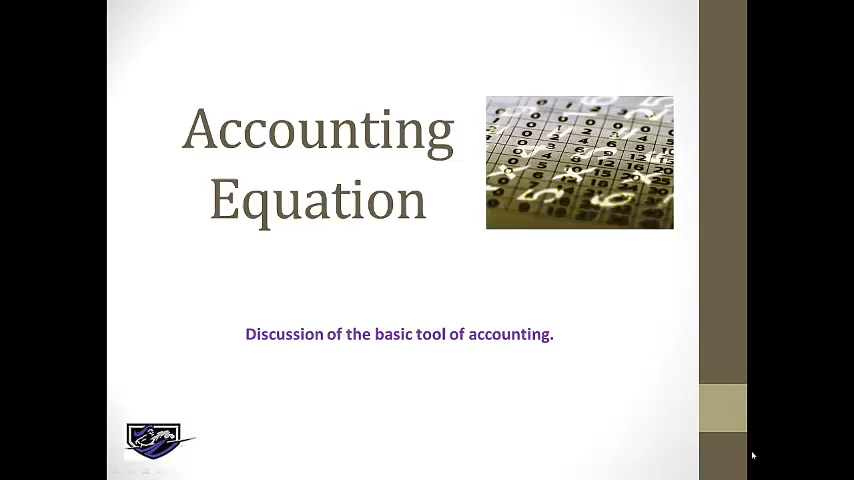 Accounting
Equation
Discussion of the basic tool of accounting.